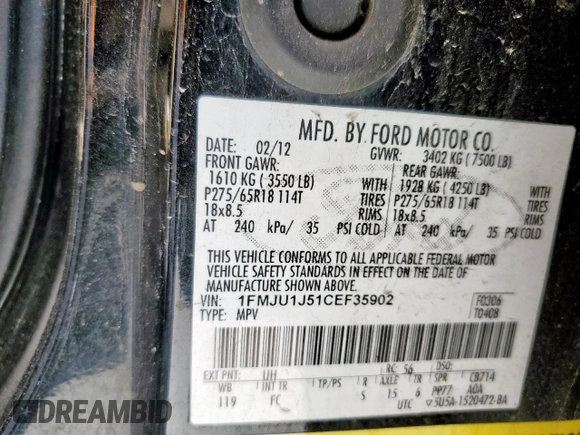 MFD. BY FORD MOTOR CO.
DATE: 02/12 GVWR: 3402 KG (7500 LB)
FRONT GAWR: REAR GAWR:
1610 KG (3550 LB) WITH 1928 KG (4250 LB) WITH
P275/65R18 114T TIRES P275/65R18 114T TIRES
18x8.5 RIMS 18x8.5 RIMS
AT 240 kPa/ 35 PSI COLD AT 240 kPa/ 35 PSI COLD
THIS VEHICLE CONFORMS TO ALL APPLICABLE FEDERAL MOTOR
VEHICLE SAFETY STANDARDS IN EFFECT ON THE DATE OF
MANUFACTURE SHOWN ABOVE.
VIN: 1FMJU1J51CEF35902 F0306
TYPE: MPV T0408
EXT PNT: UH RC: 56 DSO:
WB INT TR TP/PS R AXLE TR SPR C8714
119 FC S 15 6 PP77 AOA
UTC 5U5A-1520472-BA
DREAMBID